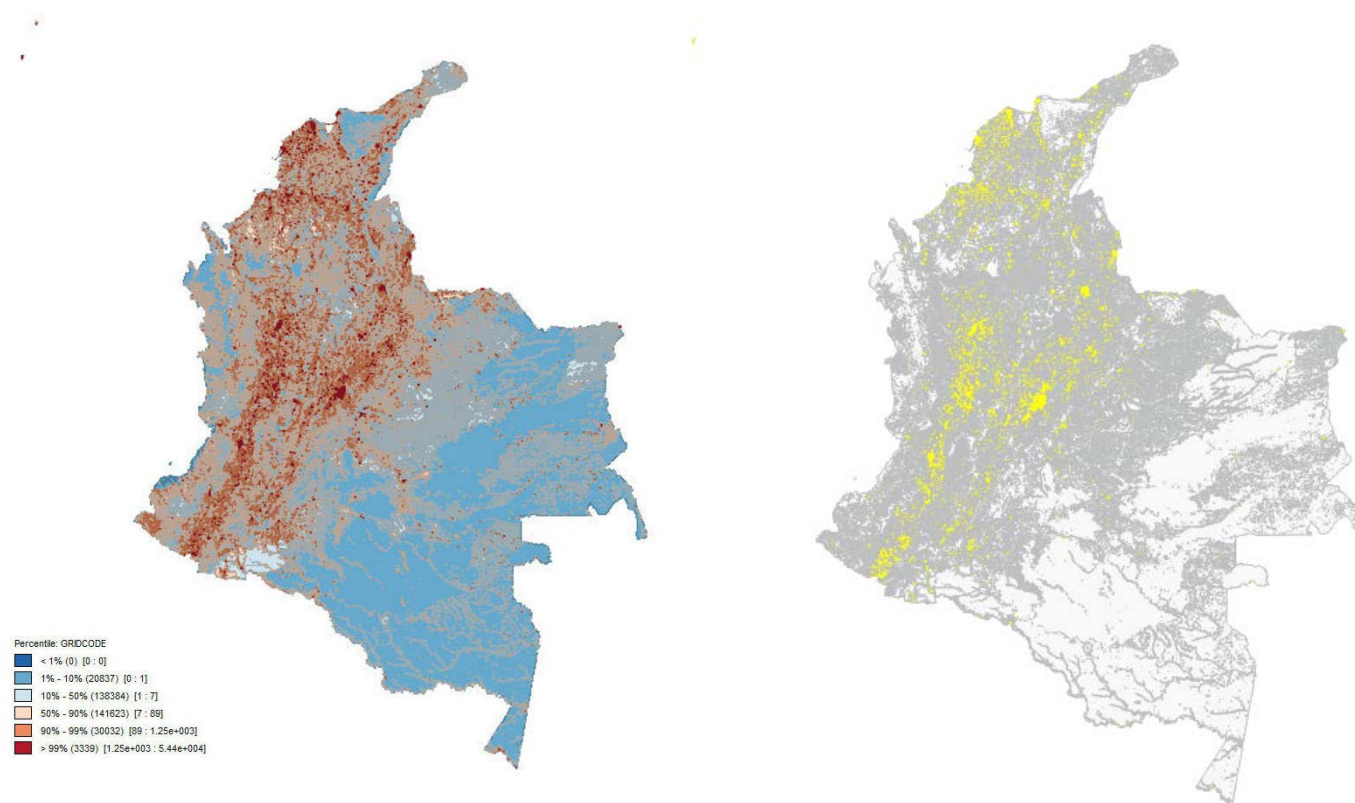 Percentile: GRIDCODE
< 1% (0) [0 : 0]
1% - 10% (20837) [0 : 1]
10% - 50% (138384) [1 : 7]
50% - 90% (141623) [7 : 89]
90% - 99% (30032) [89 : 1.25e+003]
> 99% (3339) [1.25e+003 : 5.44e+004]